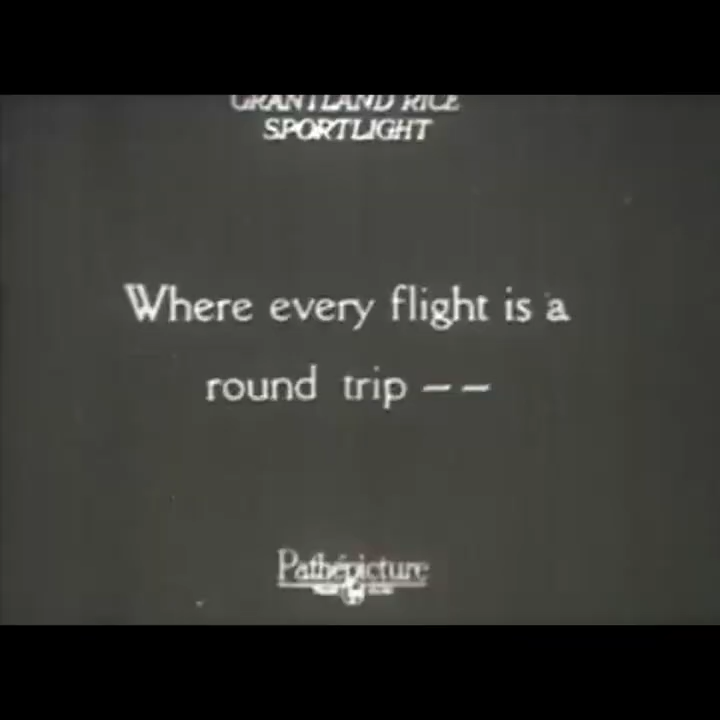 GRANTLAND RICE
SPORTLIGHT
Where every flight is a
round trip --
Pathépicture